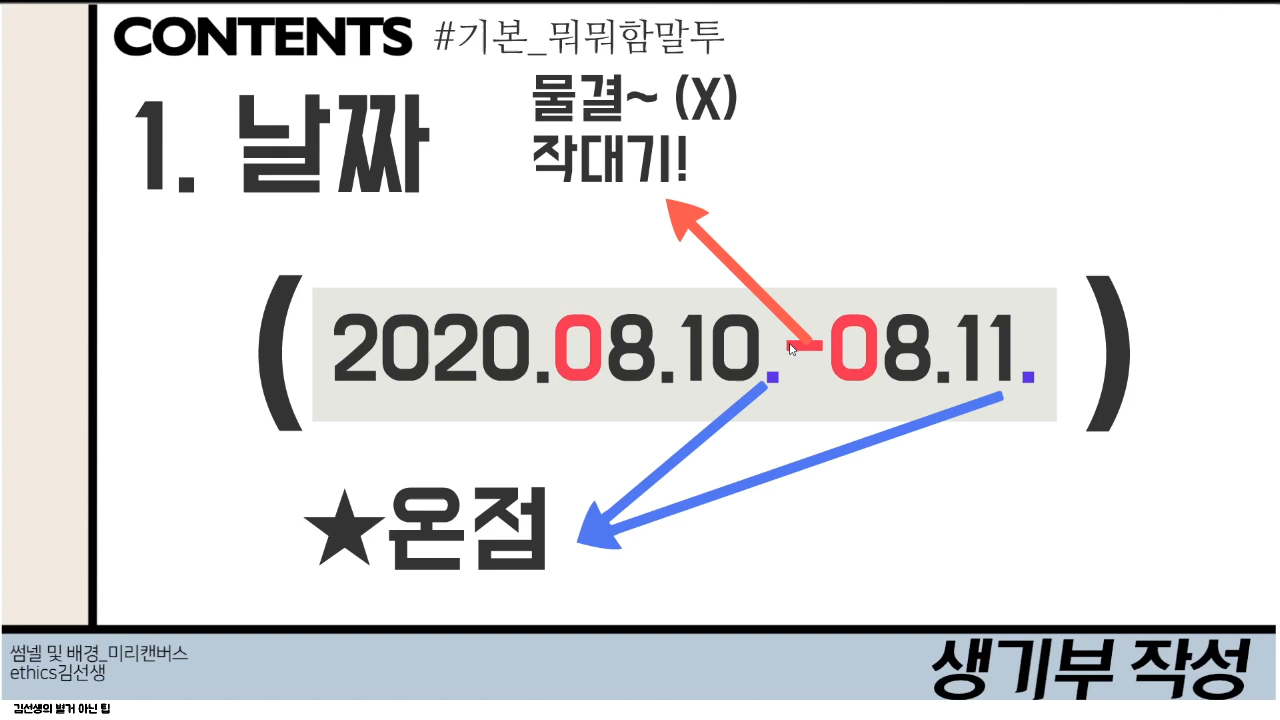 CONTENTS #기본_뭐뭐함말투
1. 날짜
물결~ (X)
작대기!
( 2020.08.10.-08.11. )
★온점
썸넬 및 배경_미리캔버스
ethics김선생
생기부 작성
김선생의 별거 아닌 팁